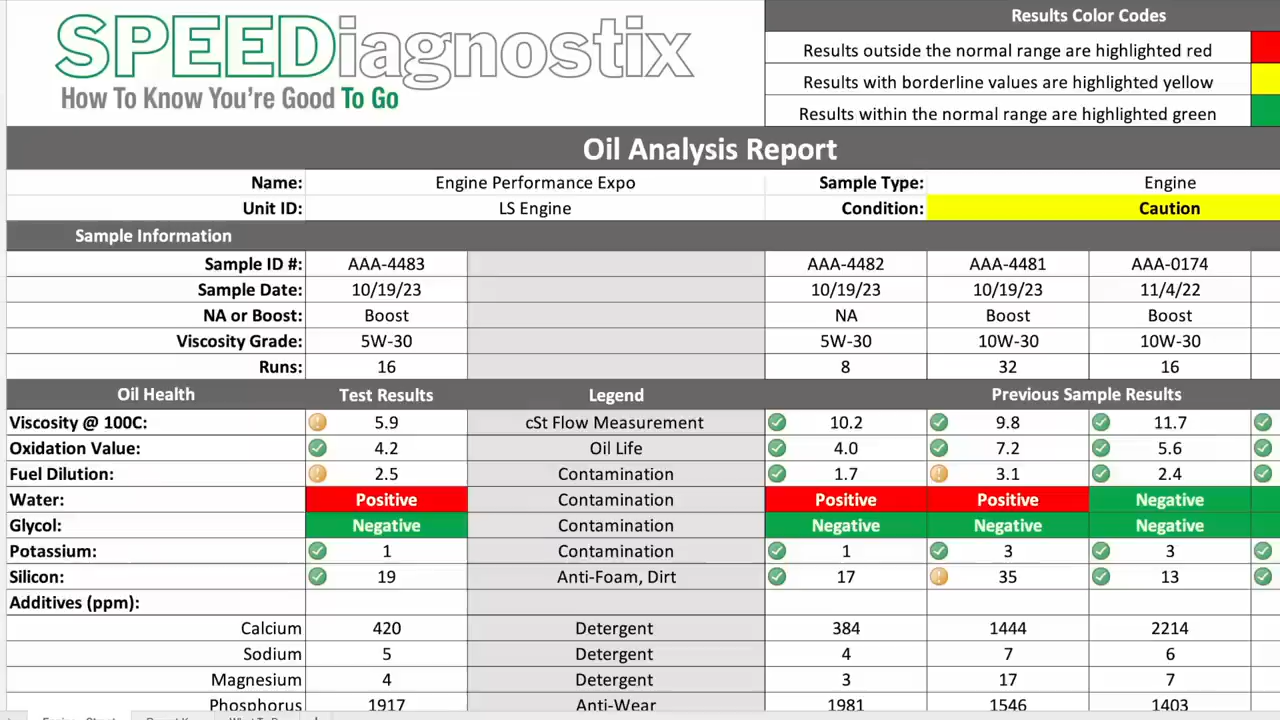 SPEEDiagnostix
How To Know You're Good To Go
Results Color Codes
Results outside the normal range are highlighted red
Results with borderline values are highlighted yellow
Results within the normal range are highlighted green
Oil Analysis Report
Name: Engine Performance Expo Sample Type: Engine
Unit ID: LS Engine Condition: Caution
Sample Information
Sample ID #: AAA-4483 AAA-4482 AAA-4481 AAA-0174
Sample Date: 10/19/23 10/19/23 10/19/23 11/4/22
NA or Boost: Boost NA Boost Boost
Viscosity Grade: 5W-30 5W-30 10W-30 10W-30
Runs: 16 8 32 16
Oil Health Test Results Legend Previous Sample Results
Viscosity @ 100C: 5.9 cSt Flow Measurement 10.2 9.8 11.7
Oxidation Value: 4.2 Oil Life 4.0 7.2 5.6
Fuel Dilution: 2.5 Contamination 1.7 3.1 2.4
Water: Positive Contamination Positive Positive Negative
Glycol: Negative Contamination Negative Negative Negative
Potassium: 1 Contamination 1 3 3
Silicon: 19 Anti-Foam, Dirt 17 35 13
Additives (ppm):
Calcium 420 Detergent 384 1444 2214
Sodium 5 Detergent 4 7 6
Magnesium 4 Detergent 3 17 7
Phosphorus 1917 Anti-Wear 1981 1546 1403